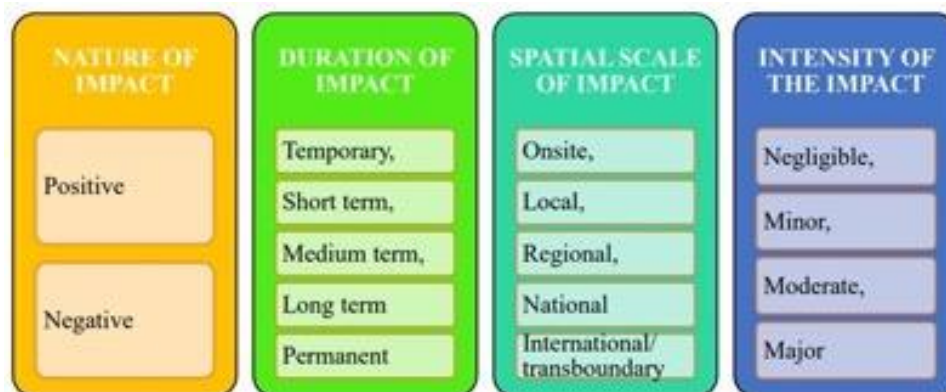 NATURE OF
IMPACT
Positive
Negative
DURATION OF
IMPACT
Temporary,
Short term,
Medium term,
Long term
Permanent
SPATIAL SCALE
OF IMPACT
Onsite,
Local,
Regional,
National
International/
transboundary
INTENSITY OF
THE IMPACT
Negligible,
Minor,
Moderate,
Major